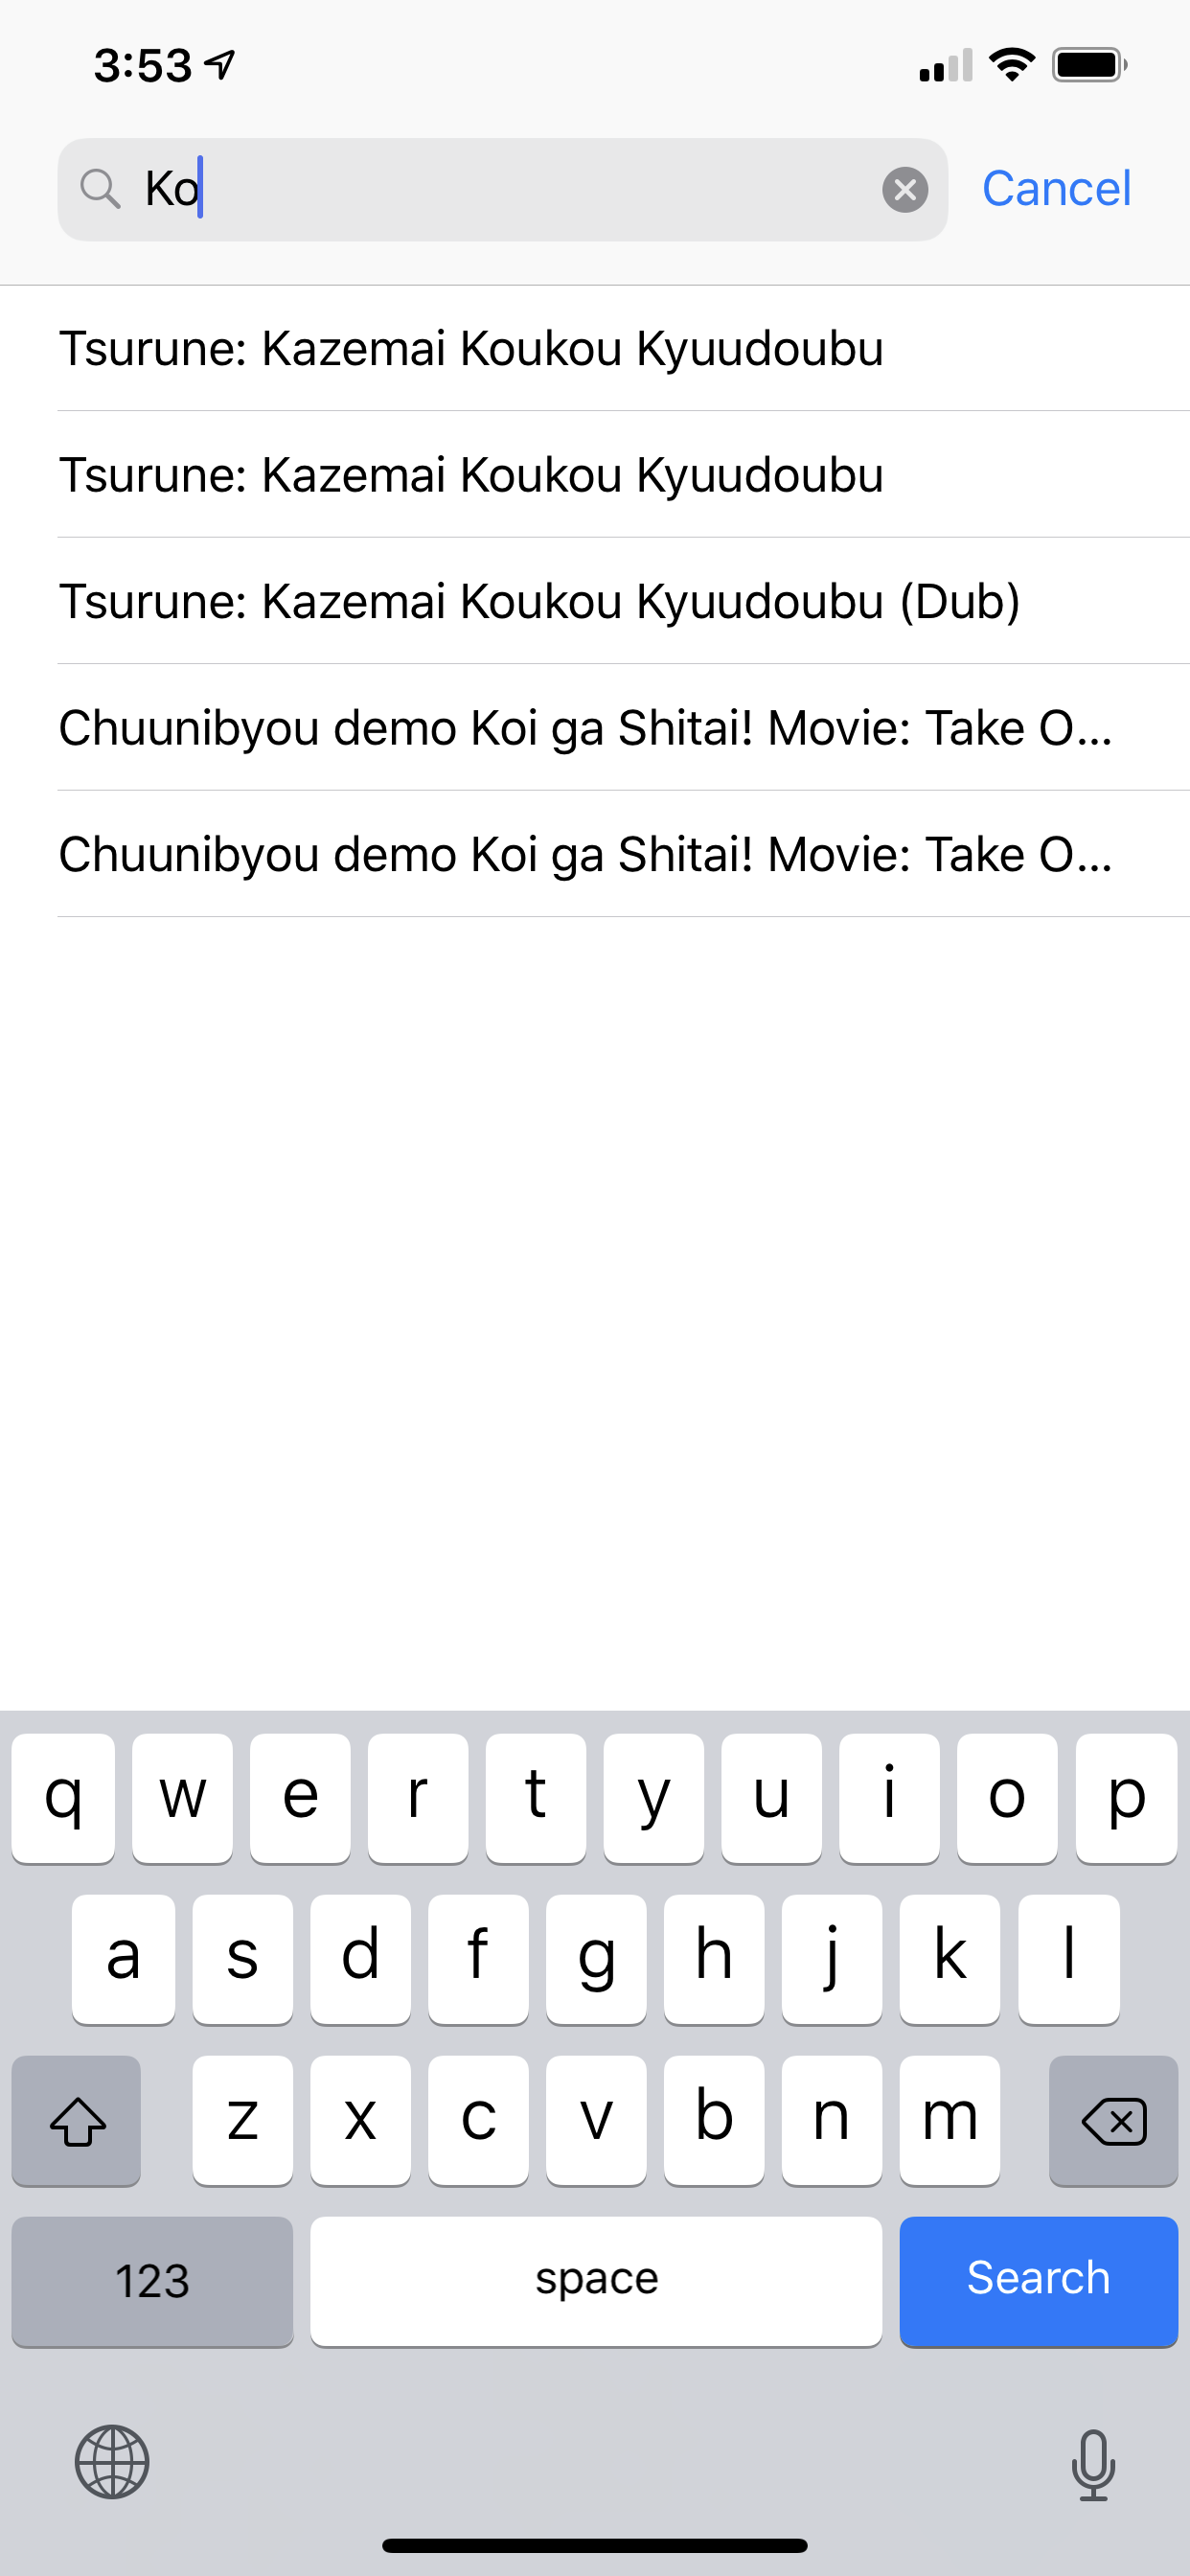 3:53
Ko
Cancel
Tsurune: Kazemai Koukou Kyuudoubu
Tsurune: Kazemai Koukou Kyuudoubu
Tsurune: Kazemai Koukou Kyuudoubu (Dub)
Chuunibyou demo Koi ga Shitai! Movie: Take O...
Chuunibyou demo Koi ga Shitai! Movie: Take O...
q w e r t y u i o p
a s d f g h j k l
z x c v b n m
123 space Search